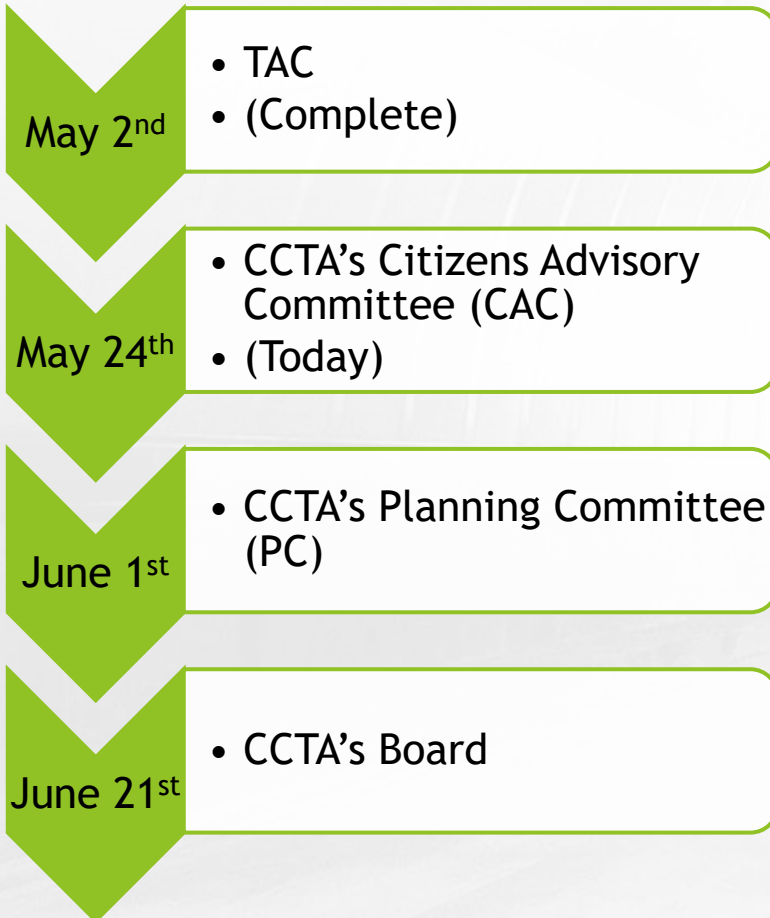 May 2nd
• TAC
• (Complete)
May 24th
• CCTA's Citizens Advisory
Committee (CAC)
• (Today)
June 1st
• CCTA's Planning Committee
(PC)
June 21st
• CCTA's Board